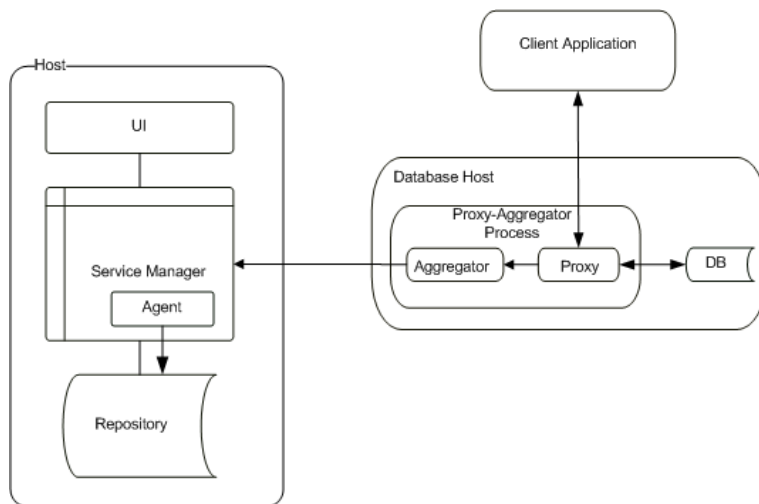 Host
UI
Service Manager
Agent
Repository
Client Application
Database Host
Proxy-Aggregator
Process
Aggregator
Proxy
DB